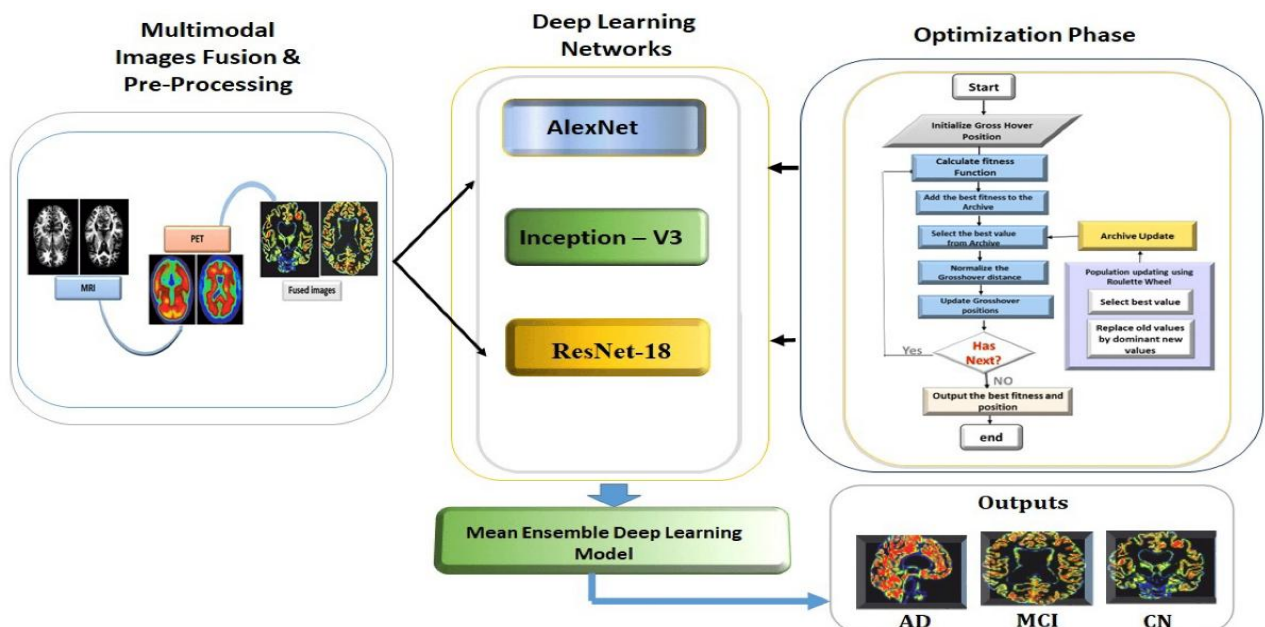 Multimodal
Images Fusion &
Pre-Processing
MRI
PET
Fused images
Deep Learning
Networks
AlexNet
Inception – V3
ResNet-18
Optimization Phase
Start
Initialize Gross Hover
Position
Calculate fitness
Function
Add the best fitness to the
Archive
Select the best value
from Archive
Normalize the
Grosshover distance
Update Grosshover
positions
Yes
Has
Next?
NO
Output the best fitness and
position
end
Archive Update
Population updating using
Roulette Wheel
Select best value
Replace old values
by dominant new
values
Mean Ensemble Deep Learning
Model
Outputs
AD
MCI
CN